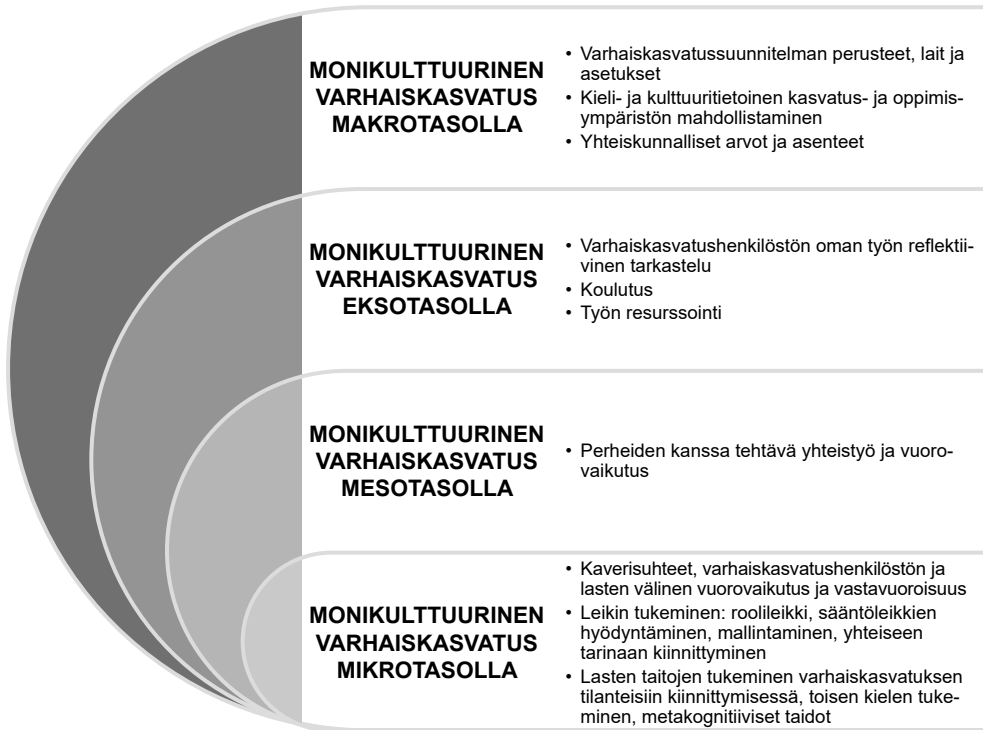 MONIKULTTUURINEN
VARHAISKASVATUS
MAKROTASOLLA
• Varhaiskasvatussuunnitelman perusteet, lait ja
asetukset
• Kieli- ja kulttuuritietoinen kasvatus- ja oppimis-
ympäristön mahdollistaminen
• Yhteiskunnalliset arvot ja asenteet
MONIKULTTUURINEN
VARHAISKASVATUS
EKSOTASOLLA
• Varhaiskasvatushenkilöstön oman työn reflektii-
vinen tarkastelu
• Koulutus
• Työn resurssointi
MONIKULTTUURINEN
VARHAISKASVATUS
MESOTASOLLA
• Perheiden kanssa tehtävä yhteistyö ja vuoro-
vaikutus
MONIKULTTUURINEN
VARHAISKASVATUS
MIKROTASOLLA
• Kaverisuhteet, varhaiskasvatushenkilöstön ja
lasten välinen vuorovaikutus ja vastavuoroisuus
• Leikin tukeminen: roolileikki, sääntöleikkien
hyödyntäminen, mallintaminen, yhteiseen
tarinaan kiinnittyminen
• Lasten taitojen tukeminen varhaiskasvatuksen
tilanteisiin kiinnittymisessä, toisen kielen tuke-
minen, metakognitiiviset taidot